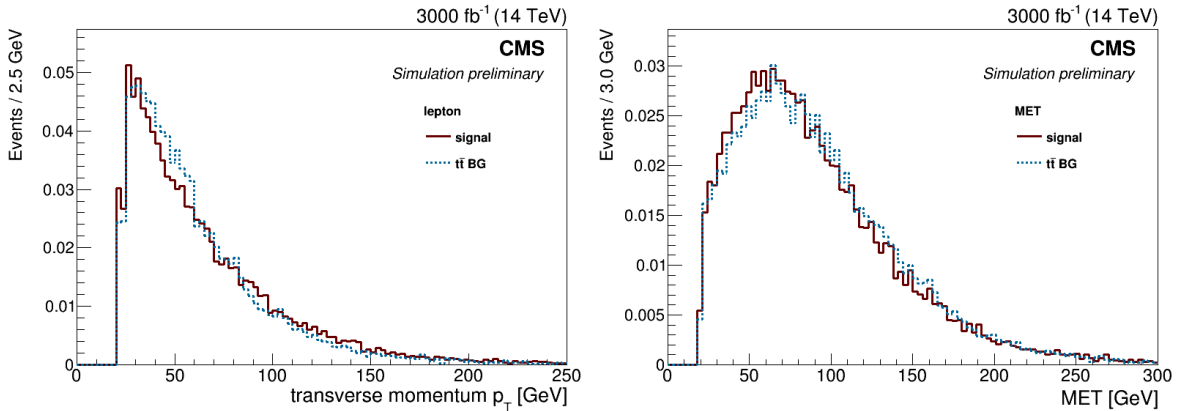 3000 fb-1 (14 TeV)
Events / 2.5 GeV
CMS
Simulation preliminary
lepton
signal
tt̄ BG
0.05
0.04
0.03
0.02
0.01
0
0 50 100 150 200 250
transverse momentum pT [GeV]
3000 fb-1 (14 TeV)
Events / 3.0 GeV
CMS
Simulation preliminary
MET
signal
tt̄ BG
0.03
0.025
0.02
0.015
0.01
0.005
0
0 50 100 150 200 250 300
MET [GeV]